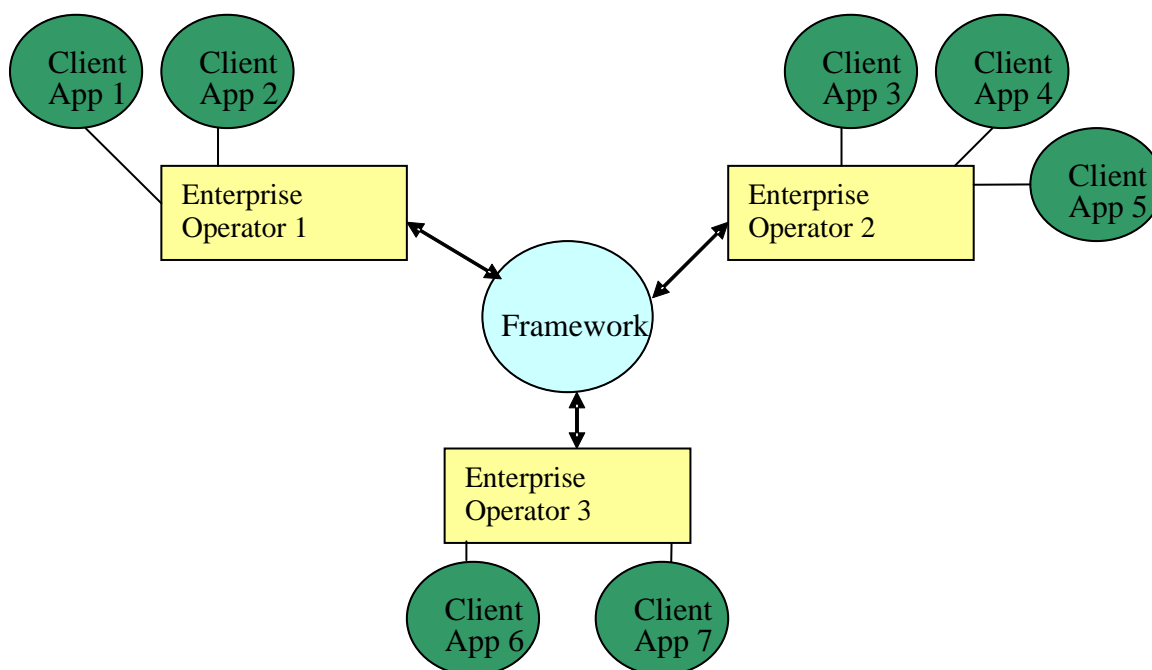 Client
App 1
Client
App 2
Client
App 3
Client
App 4
Client
App 5
Enterprise
Operator 1
Enterprise
Operator 2
Framework
Enterprise
Operator 3
Client
App 6
Client
App 7